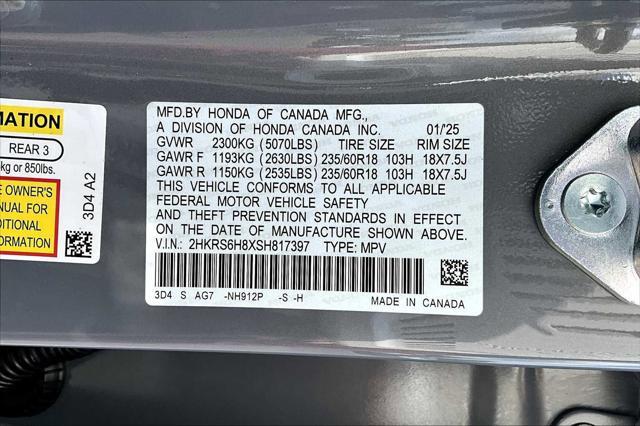 MATION
REAR 3
kg or 850lbs.
E OWNER'S
NUAL FOR
DITIONAL
ORMATION
3D4 A2
MFD.BY HONDA OF CANADA MFG.,
A DIVISION OF HONDA CANADA INC. 01/'25
GVWR 2300KG (5070LBS) TIRE SIZE RIM SIZE
GAWR F 1193KG (2630LBS) 235/60R18 103H 18X7.5J
GAWR R 1150KG (2535LBS) 235/60R18 103H 18X7.5J
THIS VEHICLE CONFORMS TO ALL APPLICABLE
FEDERAL MOTOR VEHICLE SAFETY
AND THEFT PREVENTION STANDARDS IN EFFECT
ON THE DATE OF MANUFACTURE SHOWN ABOVE.
V.I.N.: 2HKRS6H8XSH817397 TYPE: MPV
3D4 S AG7 -NH912P -S -H MADE IN CANADA